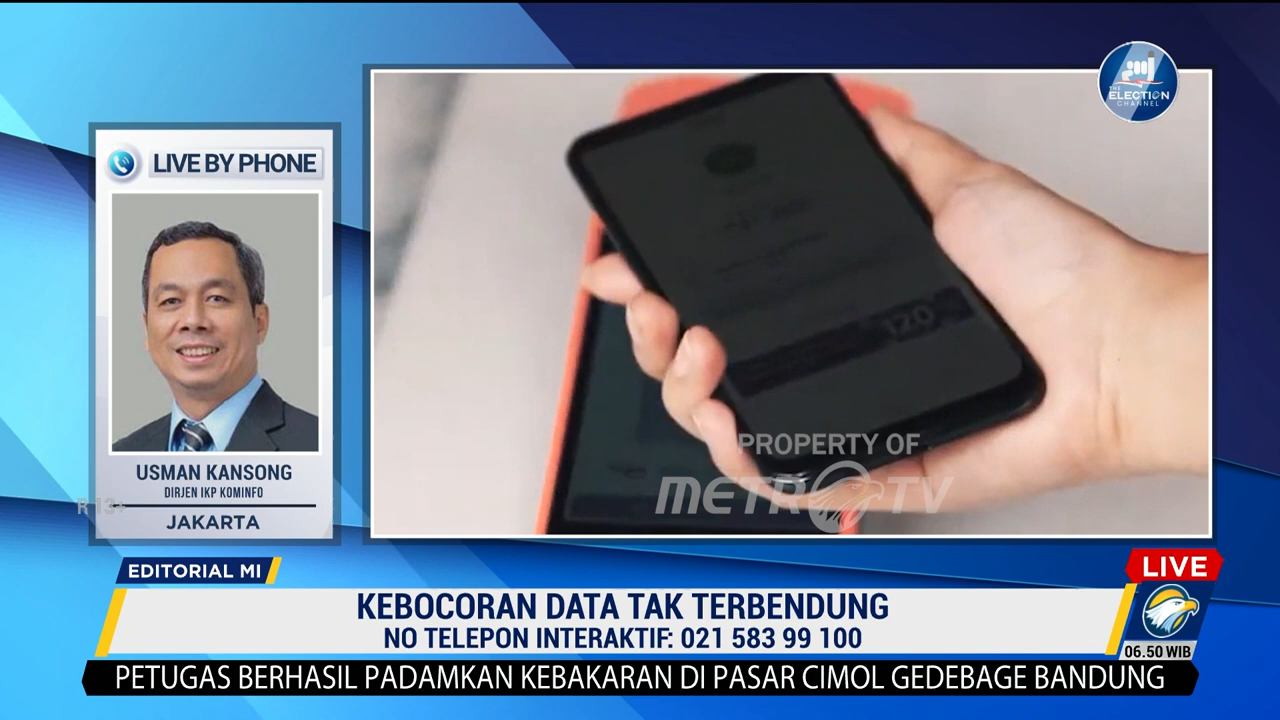 THE
ELECTION
CHANNEL
LIVE BY PHONE
USMAN KANSONG
DIRJEN IKP KOMINFO
JAKARTA
R 13+
120
PROPERTY OF
METRO TV
EDITORIAL MI
LIVE
KEBOCORAN DATA TAK TERBENDUNG
NO TELEPON INTERAKTIF: 021 583 99 100
06.50 WIB
PETUGAS BERHASIL PADAMKAN KEBAKARAN DI PASAR CIMOL GEDEBAGE BANDUNG